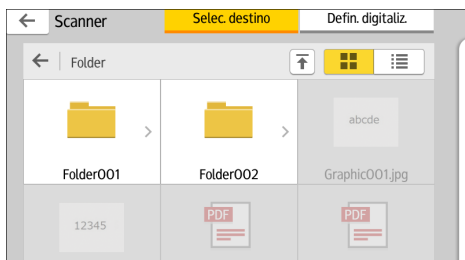 Scanner
Selec. destino
Defin. digitaliz.
Folder
abcde
Folder001
Folder002
Graphic001.jpg
12345
PDF
PDF